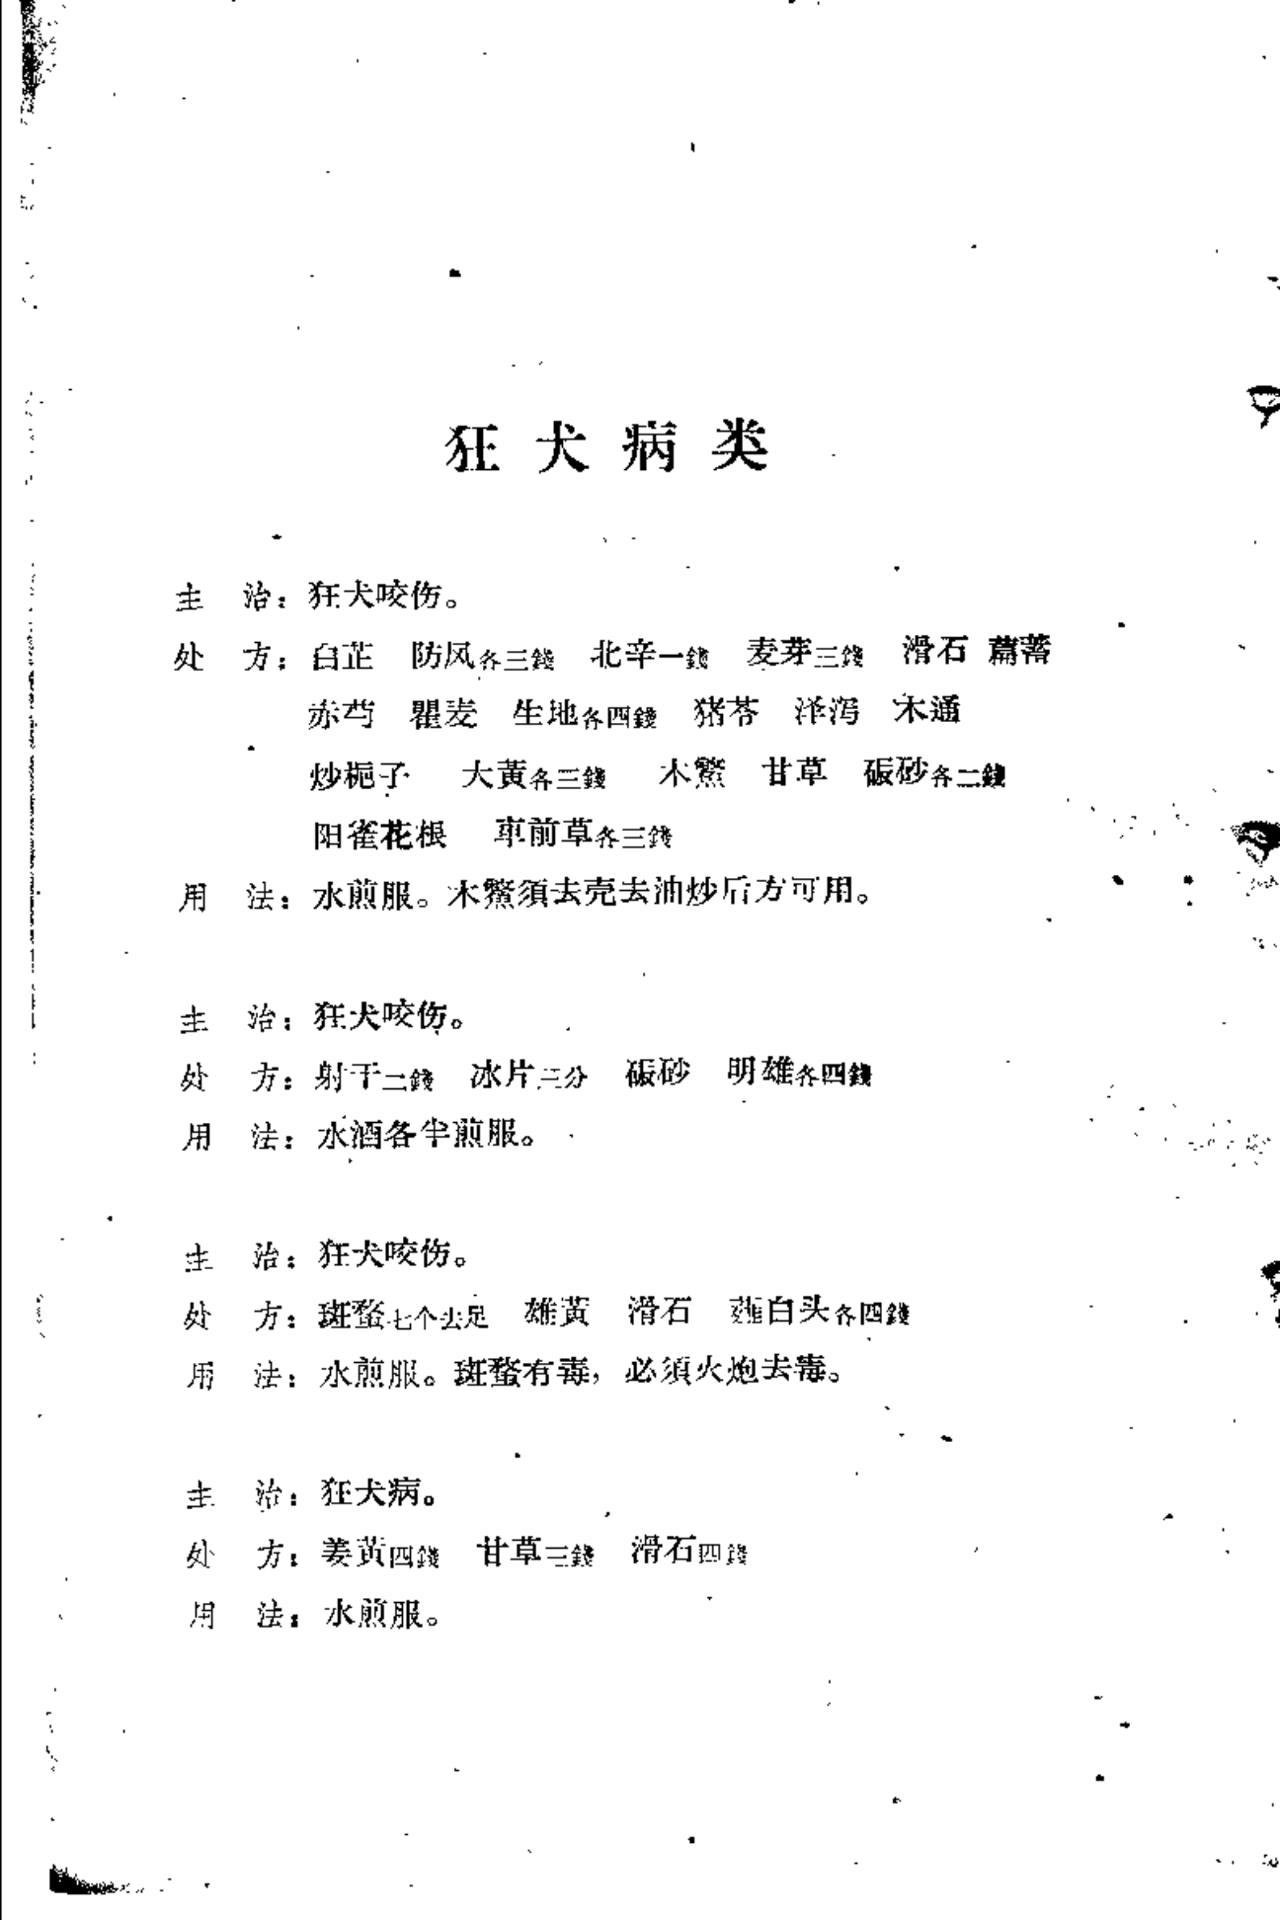 狂犬病类
主　治：狂犬咬伤。
处　方：白芷　防风各三錢　北辛一錢　麦芽三錢　滑石　萹蓄
赤芍　瞿麦　生地各四錢　猪苓　泽泻　木通
炒梔子　大黄各三錢　木鱉　甘草　硍砂各二錢
阳雀花根　車前草各三錢
用　法：水煎服。木鱉須去壳去油炒后方可用。
主　治：狂犬咬伤。
处　方：射干二錢　冰片三分　硍砂　明雄各四錢
用　法：水酒各半煎服。
主　治：狂犬咬伤。
处　方：斑蝥七个去足　雄黄　滑石　薤白头各四錢
用　法：水煎服。斑蝥有毒，必須火炮去毒。
主　治：狂犬病。
处　方：姜黄四錢　甘草三錢　滑石四錢
用　法：水煎服。